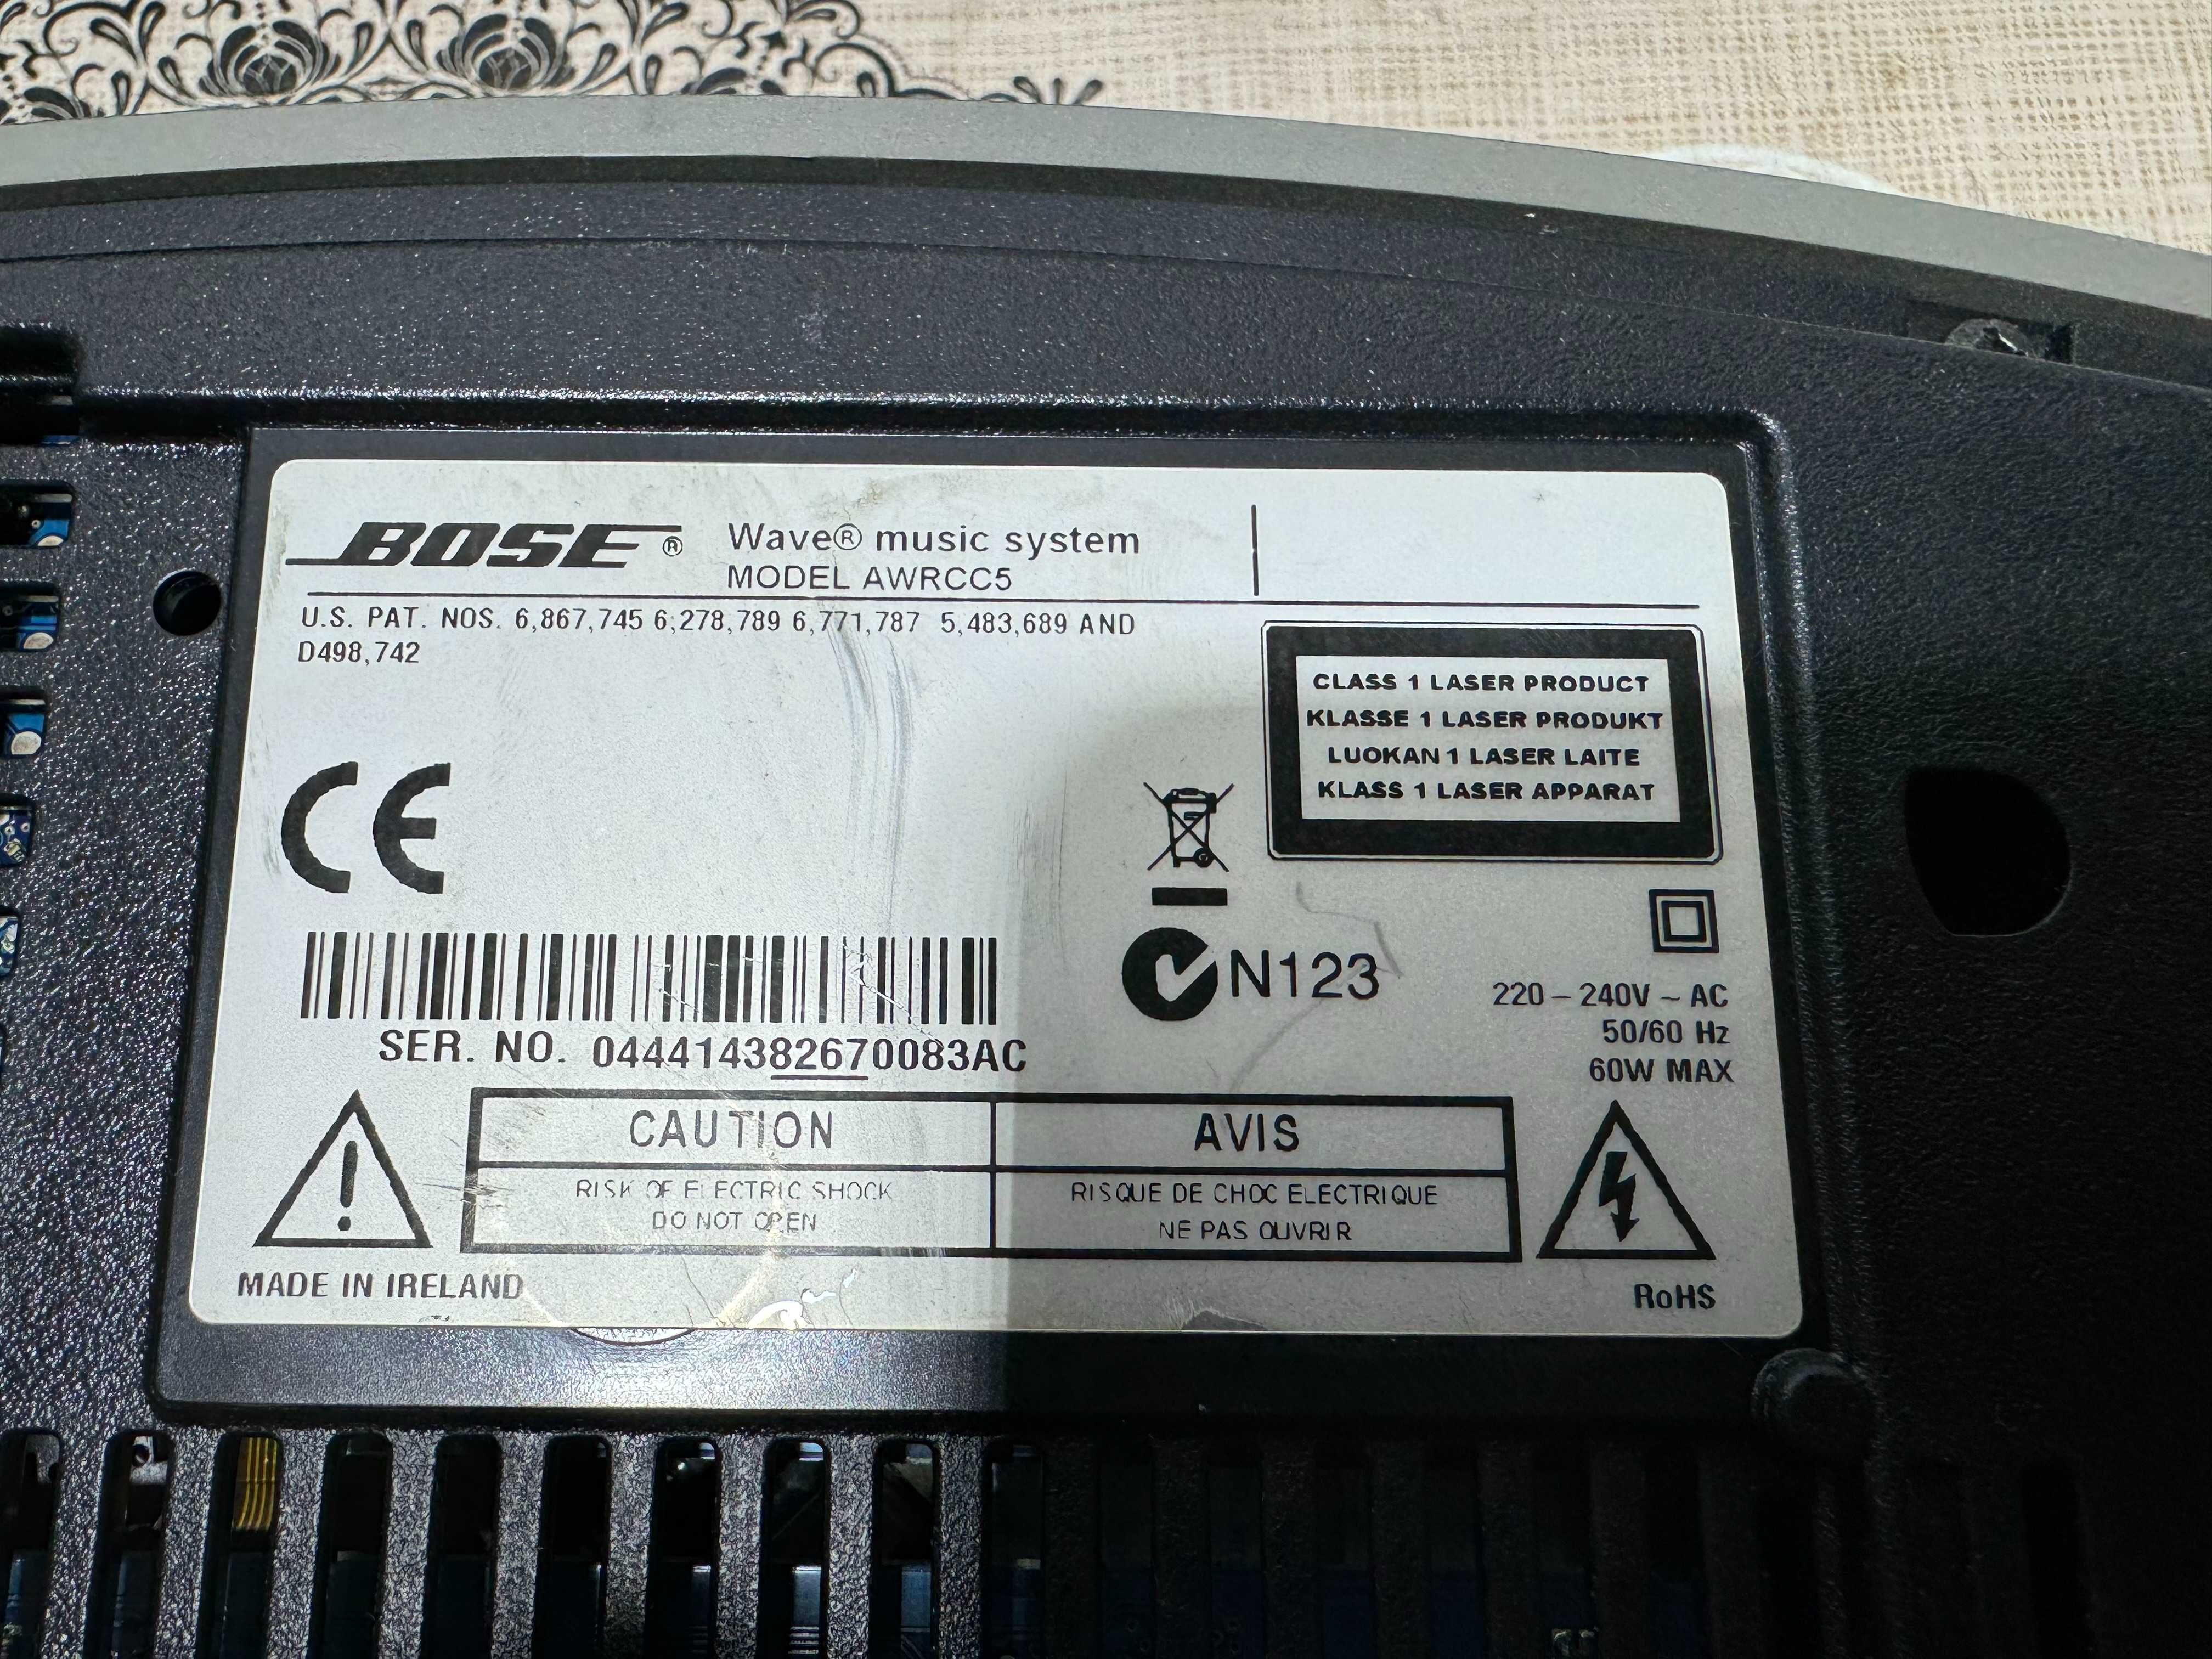 BOSE® Wave® music system
MODEL AWRCC5
U.S. PAT. NOS. 6,867,745 6,278,789 6,771,787 5,483,689 AND
D498,742
CLASS 1 LASER PRODUCT
KLASSE 1 LASER PRODUKT
LUOKAN 1 LASER LAITE
KLASS 1 LASER APPARAT
CE
N123
220 – 240V ~ AC
50/60 Hz
60W MAX
SER. NO. 044414382670083AC
CAUTION
RISK OF ELECTRIC SHOCK
DO NOT OPEN
AVIS
RISQUE DE CHOC ELECTRIQUE
NE PAS OUVRIR
MADE IN IRELAND
RoHS